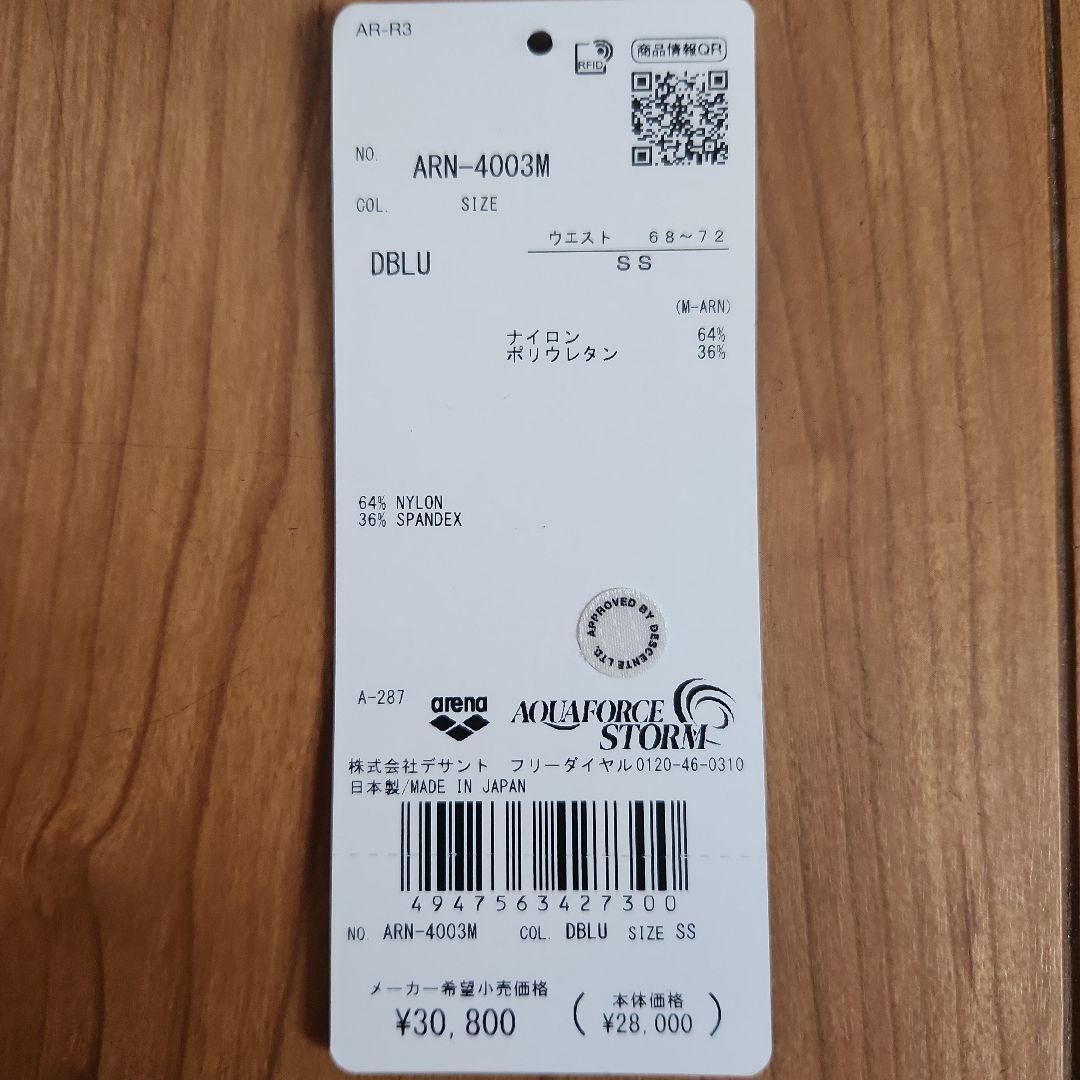 AR-R3
RFID
商品情報QR
NO. ARN-4003M
COL. SIZE
ウエスト 68~72
DBLU SS
(M-ARN)
ナイロン 64%
ポリウレタン 36%
64% NYLON
36% SPANDEX
APPROVED BY DESCENTE LTD.
A-287 arena AQUAFORCE
STORM
株式会社デサント フリーダイヤル0120-46-0310
日本製/MADE IN JAPAN
4947563427300
NO. ARN-4003M COL. DBLU SIZE SS
メーカー希望小売価格
¥30,800
(本体価格
¥28,000)